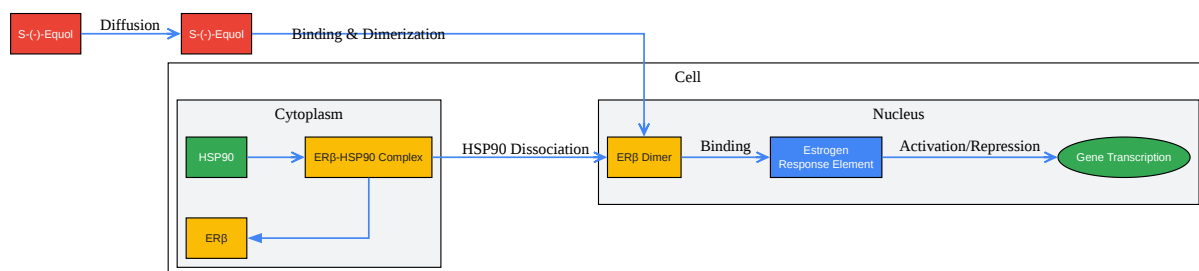 S-(-)-Equol
Diffusion
S-(-)-Equol
Binding & Dimerization
Cell
Cytoplasm
Nucleus
HSP90
ERβ-HSP90 Complex
HSP90 Dissociation
ERβ Dimer
Binding
Estrogen
Response Element
Activation/Repression
Gene Transcription
ERβ